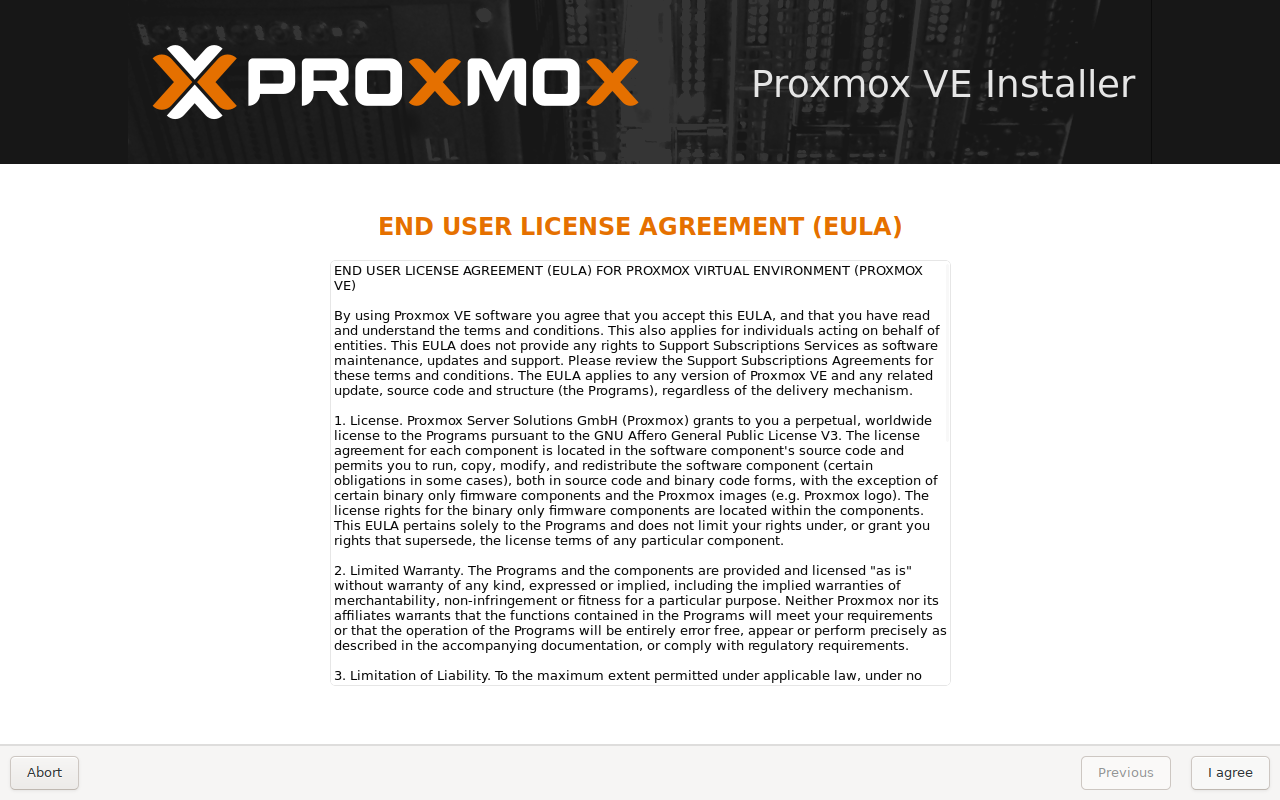 PROXMOX
Proxmox VE Installer
END USER LICENSE AGREEMENT (EULA)
END USER LICENSE AGREEMENT (EULA) FOR PROXMOX VIRTUAL ENVIRONMENT (PROXMOX
VE)
By using Proxmox VE software you agree that you accept this EULA, and that you have read
and understand the terms and conditions. This also applies for individuals acting on behalf of
entities. This EULA does not provide any rights to Support Subscriptions Services as software
maintenance, updates and support. Please review the Support Subscriptions Agreements for
these terms and conditions. The EULA applies to any version of Proxmox VE and any related
update, source code and structure (the Programs), regardless of the delivery mechanism.
1. License. Proxmox Server Solutions GmbH (Proxmox) grants to you a perpetual, worldwide
license to the Programs pursuant to the GNU Affero General Public License V3. The license
agreement for each component is located in the software component's source code and
permits you to run, copy, modify, and redistribute the software component (certain
obligations in some cases), both in source code and binary code forms, with the exception of
certain binary only firmware components and the Proxmox images (e.g. Proxmox logo). The
license rights for the binary only firmware components are located within the components.
This EULA pertains solely to the Programs and does not limit your rights under, or grant you
rights that supersede, the license terms of any particular component.
2. Limited Warranty. The Programs and the components are provided and licensed "as is"
without warranty of any kind, expressed or implied, including the implied warranties of
merchantability, non-infringement or fitness for a particular purpose. Neither Proxmox nor its
affiliates warrants that the functions contained in the Programs will meet your requirements
or that the operation of the Programs will be entirely error free, appear or perform precisely as
described in the accompanying documentation, or comply with regulatory requirements.
3. Limitation of Liability. To the maximum extent permitted under applicable law, under no
Abort
Previous
I agree